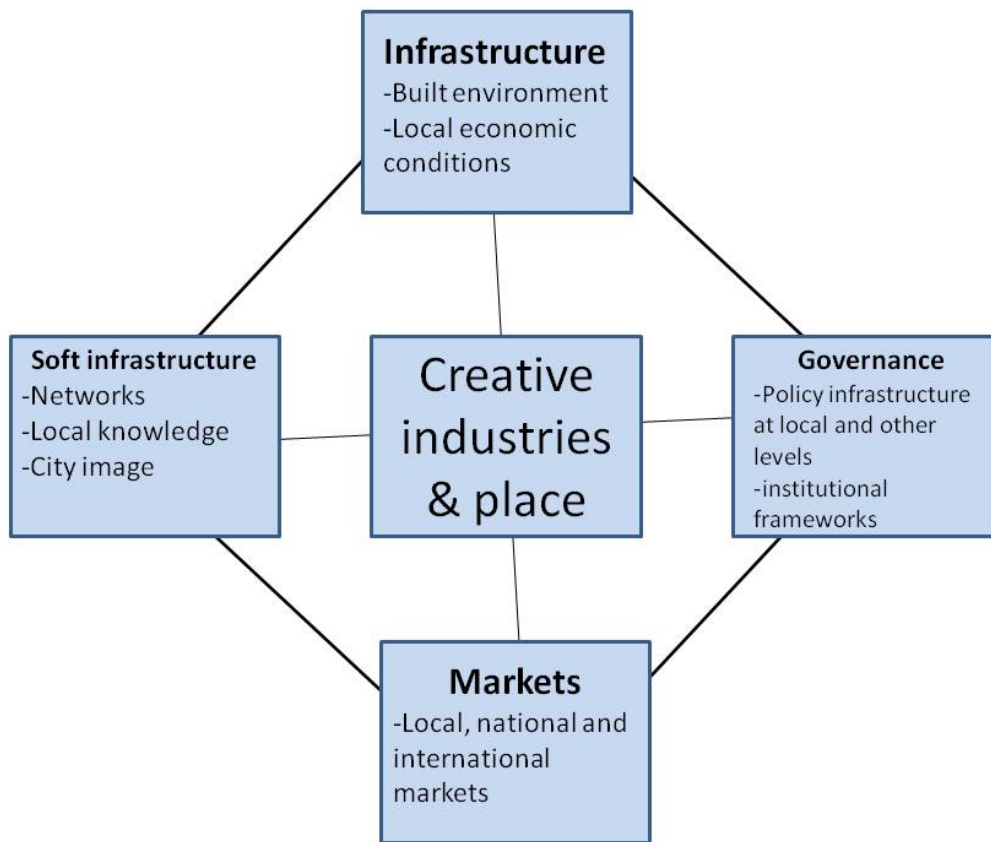 Infrastructure
-Built environment
-Local economic
conditions
Soft infrastructure
-Networks
-Local knowledge
-City image
Creative
industries
& place
Governance
-Policy infrastructure
at local and other
levels
-institutional
frameworks
Markets
-Local, national and
international
markets